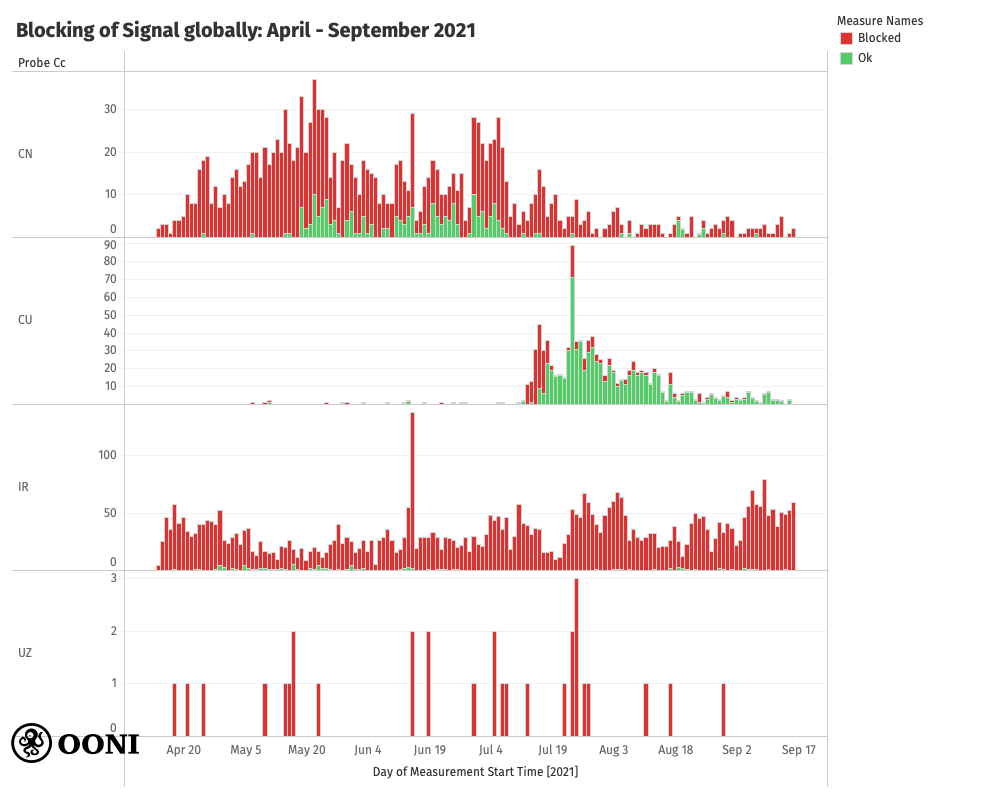 Blocking of Signal globally: April - September 2021
Measure Names
Blocked
Ok
Probe Cc
CN
30
20
10
0
CU
90
80
70
60
50
40
30
20
10
IR
100
50
0
UZ
3
2
1
0
OONI
Apr 20 May 5 May 20 Jun 4 Jun 19 Jul 4 Jul 19 Aug 3 Aug 18 Sep 2 Sep 17
Day of Measurement Start Time [2021]